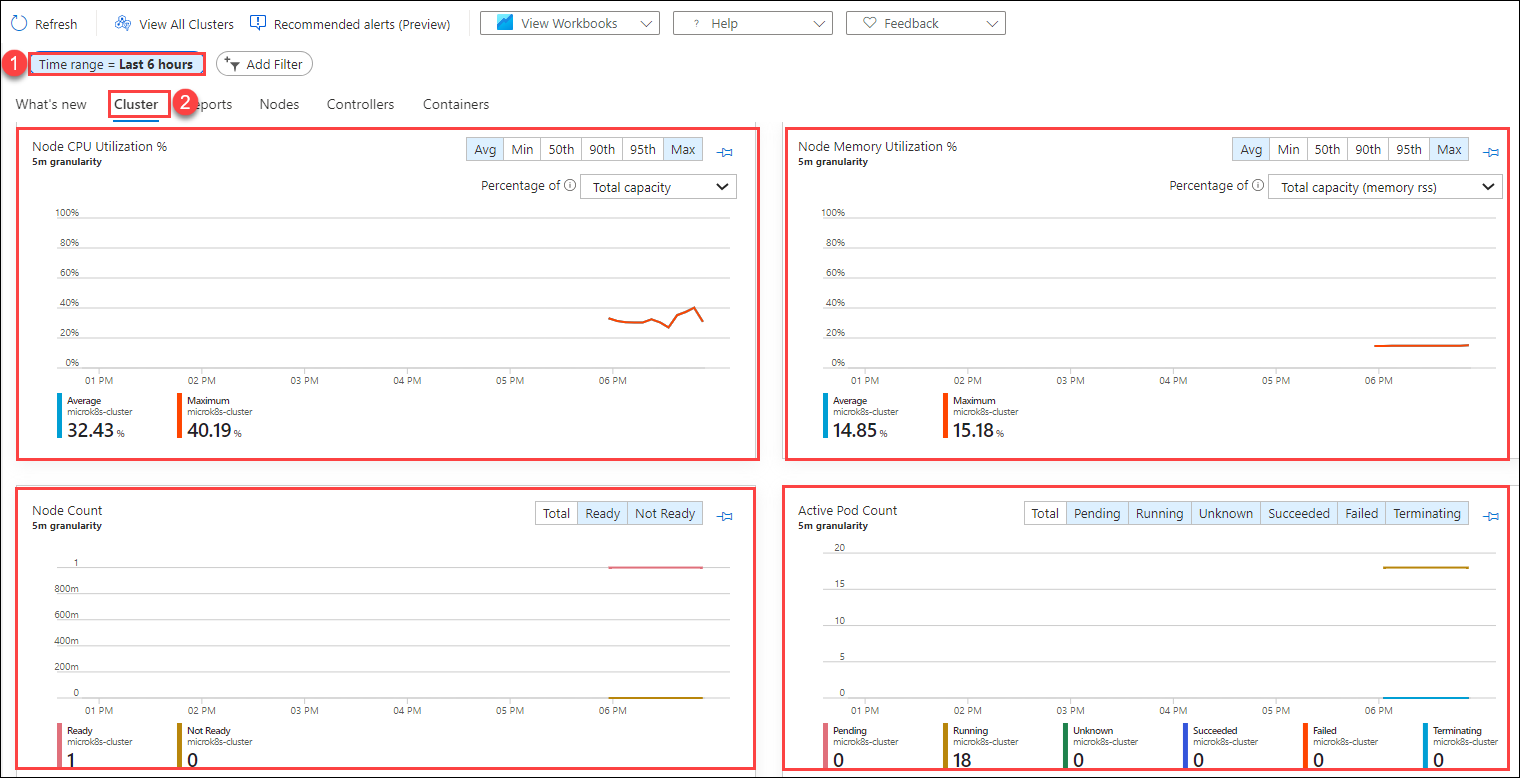 Refresh View All Clusters Recommended alerts (Preview) View Workbooks ? Help Feedback
1 Time range = Last 6 hours Add Filter
What's new Cluster 2 eports Nodes Controllers Containers
Node CPU Utilization %
5m granularity
Avg Min 50th 90th 95th Max
Percentage of Total capacity
100%
80%
60%
40%
20%
0%
01 PM 02 PM 03 PM 04 PM 05 PM 06 PM
Average Maximum
microk8s-cluster microk8s-cluster
32.43 % 40.19 %
Node Memory Utilization %
5m granularity
Avg Min 50th 90th 95th Max
Percentage of Total capacity (memory rss)
100%
80%
60%
40%
20%
0%
01 PM 02 PM 03 PM 04 PM 05 PM 06 PM
Average Maximum
microk8s-cluster microk8s-cluster
14.85 % 15.18 %
Node Count
5m granularity
Total Ready Not Ready
1
800m
600m
400m
200m
0
01 PM 02 PM 03 PM 04 PM 05 PM 06 PM
Ready Not Ready
microk8s-cluster microk8s-cluster
1 0
Active Pod Count
5m granularity
Total Pending Running Unknown Succeeded Failed Terminating
20
15
10
5
0
01 PM 02 PM 03 PM 04 PM 05 PM 06 PM
Pending Running Unknown Succeeded Failed Terminating
microk8s-cluster microk8s-cluster microk8s-cluster microk8s-cluster microk8s-cluster microk8s-cluster
0 18 0 0 0 0